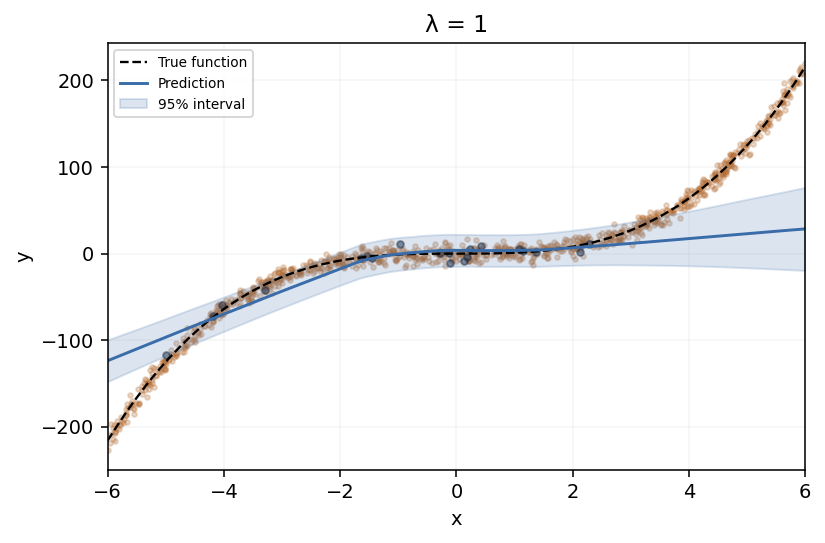 λ = 1
True function
Prediction
95% interval
y
200
100
0
−100
−200
−6 −4 −2 0 2 4 6
x